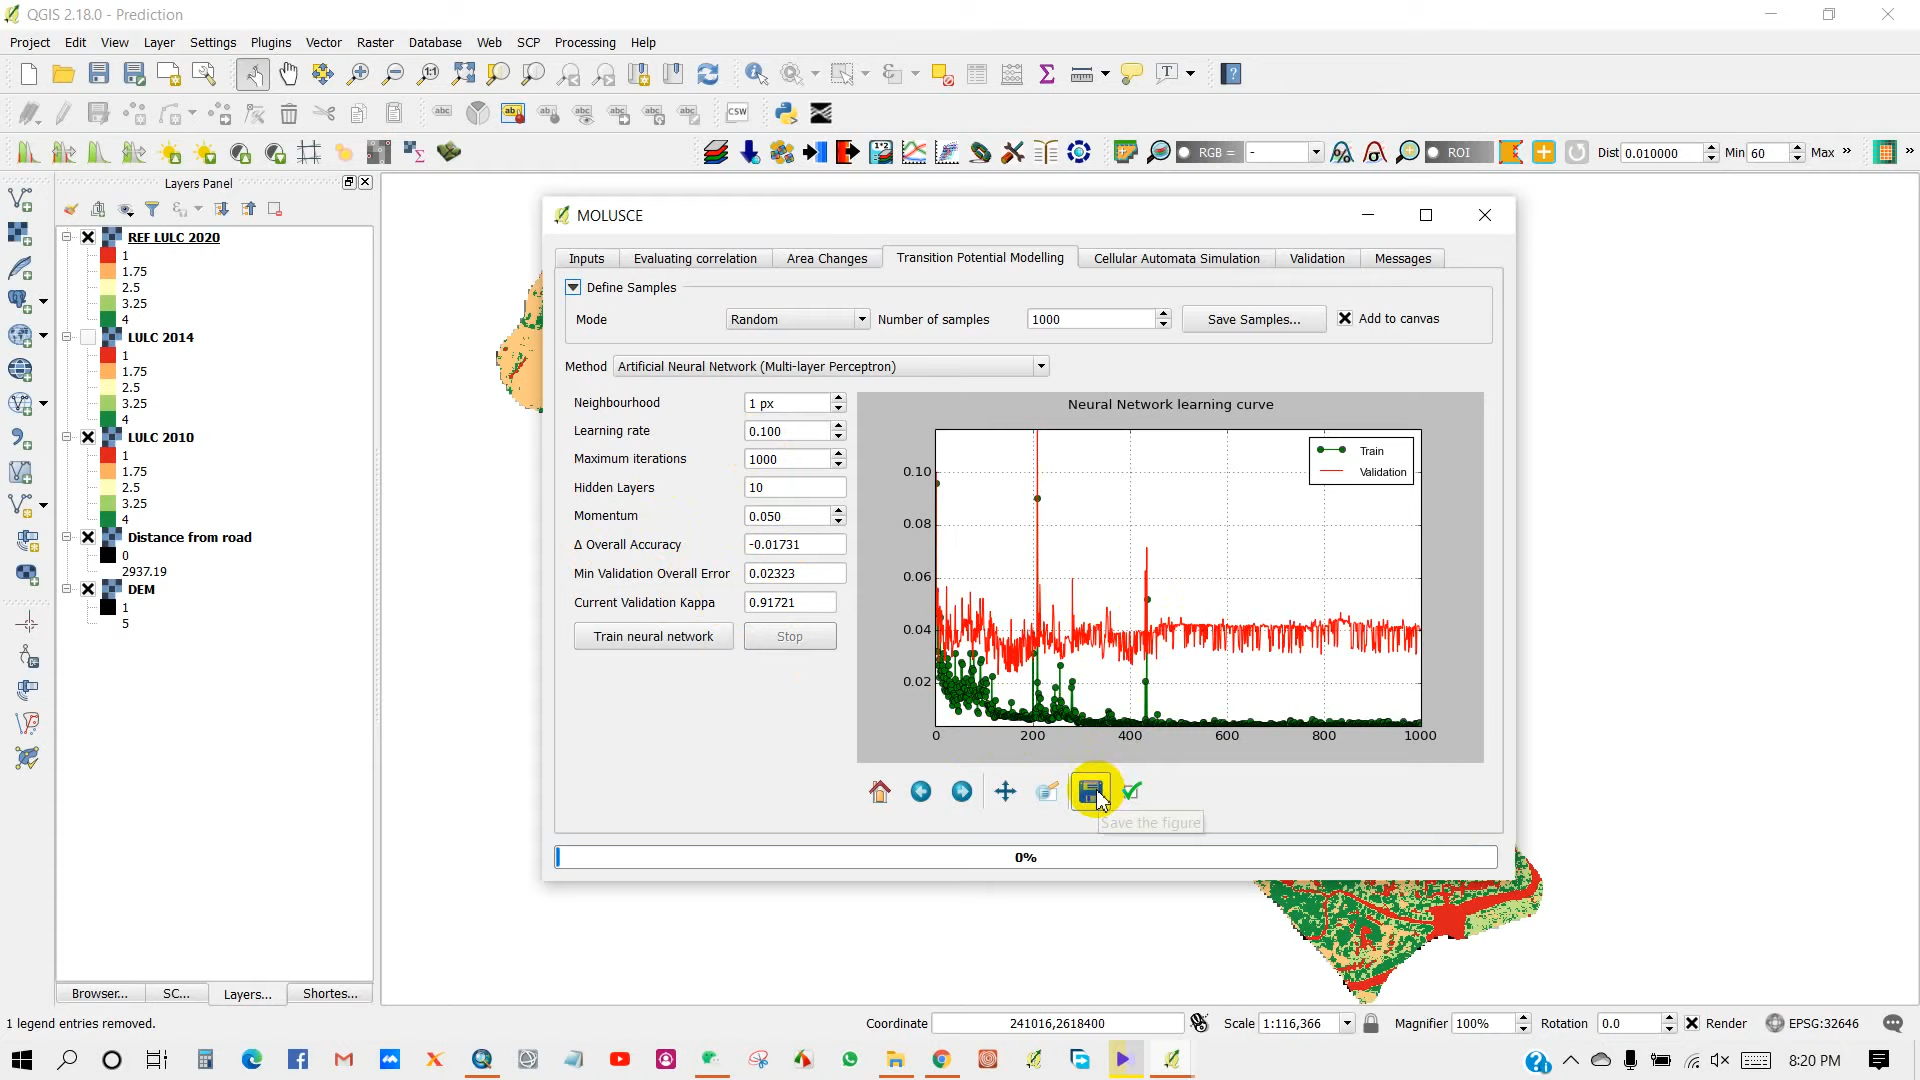 QGIS 2.18.0 - Prediction
Project Edit View Layer Settings Plugins Vector Raster Database Web SCP Processing Help
RGB = - ROI Dist 0.010000 Min 60 Max »
Layers Panel
REF LULC 2020
1
1.75
2.5
3.25
4
LULC 2014
1
1.75
2.5
3.25
4
LULC 2010
1
1.75
2.5
3.25
4
Distance from road
0
2937.19
DEM
1
5
Browser... SC... Layers... Shortes...
MOLUSCE
Inputs Evaluating correlation Area Changes Transition Potential Modelling Cellular Automata Simulation Validation Messages
Define Samples
Mode Random Number of samples 1000 Save Samples... Add to canvas
Method Artificial Neural Network (Multi-layer Perceptron)
Neighbourhood 1 px
Learning rate 0.100
Maximum iterations 1000
Hidden Layers 10
Momentum 0.050
Δ Overall Accuracy -0.01731
Min Validation Overall Error 0.02323
Current Validation Kappa 0.91721
Train neural network Stop
Neural Network learning curve
Train
Validation
0.10
0.08
0.06
0.04
0.02
0 200 400 600 800 1000
Save the figure
0%
1 legend entries removed.
Coordinate 241016,2618400 Scale 1:116,366 Magnifier 100% Rotation 0.0 Render EPSG:32646
8:20 PM